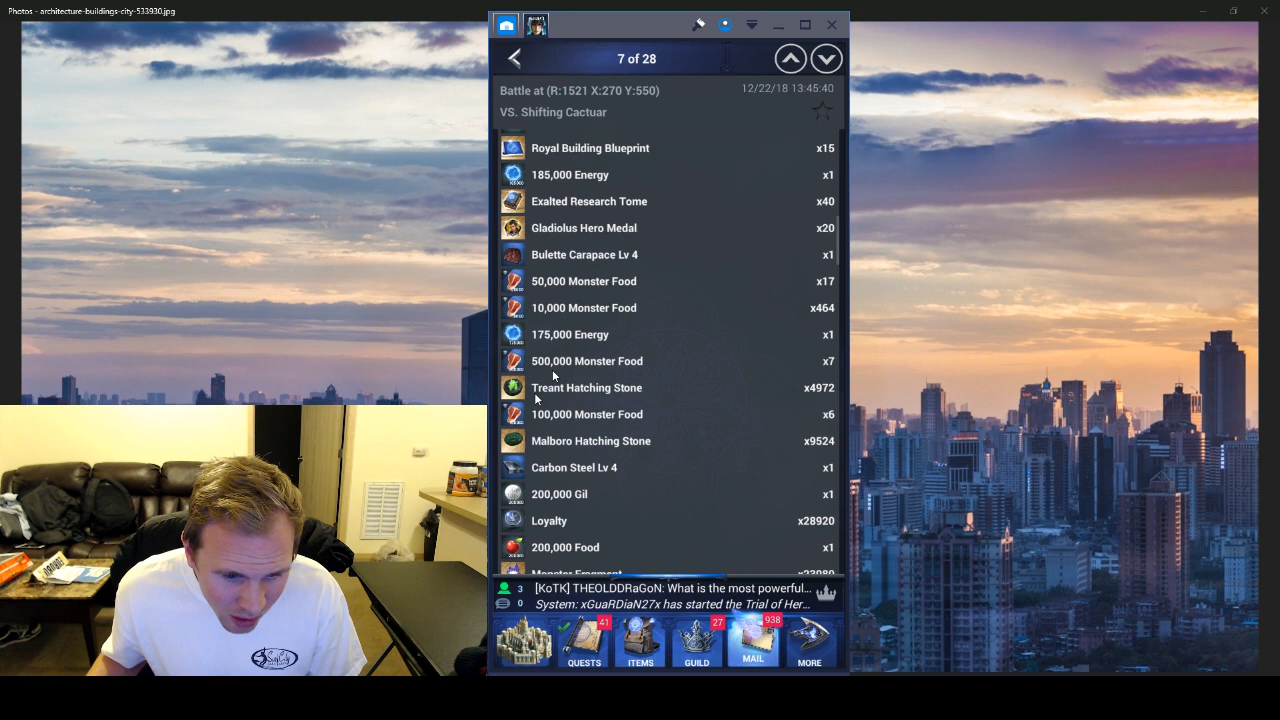 Photos - architecture-buildings-city-533930.jpg
7 of 28
Battle at (R:1521 X:270 Y:550)
12/22/18 13:45:40
VS. Shifting Cactuar
Royal Building Blueprint x15
185,000 Energy x1
Exalted Research Tome x40
Gladiolus Hero Medal x20
Bulette Carapace Lv 4 x1
50,000 Monster Food x17
10,000 Monster Food x464
175,000 Energy x1
500,000 Monster Food x7
Treant Hatching Stone x4972
100,000 Monster Food x6
Malboro Hatching Stone x9524
Carbon Steel Lv 4 x1
200,000 Gil x1
Loyalty x28920
200,000 Food x1
Monster Fragment x23080
3 [KoTK] THEOLDDRaGoN: What is the most powerful...
0 System: xGuaRDiaN27x has started the Trial of Her...
41 27 938
QUESTS ITEMS GUILD MAIL MORE